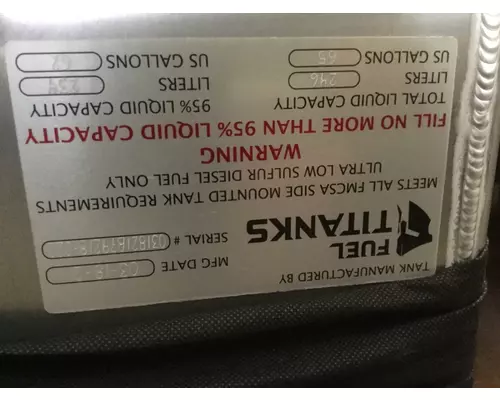 TANK MANUFACTURED BY
FUEL
TITANKS
MFG DATE
SERIAL #
MEETS ALL FMCSA SIDE MOUNTED TANK REQUIREMENTS
ULTRA LOW SULFUR DIESEL FUEL ONLY
WARNING
FILL NO MORE THAN 95% LIQUID CAPACITY
TOTAL LIQUID CAPACITY 95% LIQUID CAPACITY
LITERS 246 LITERS 234
US GALLONS 65 US GALLONS